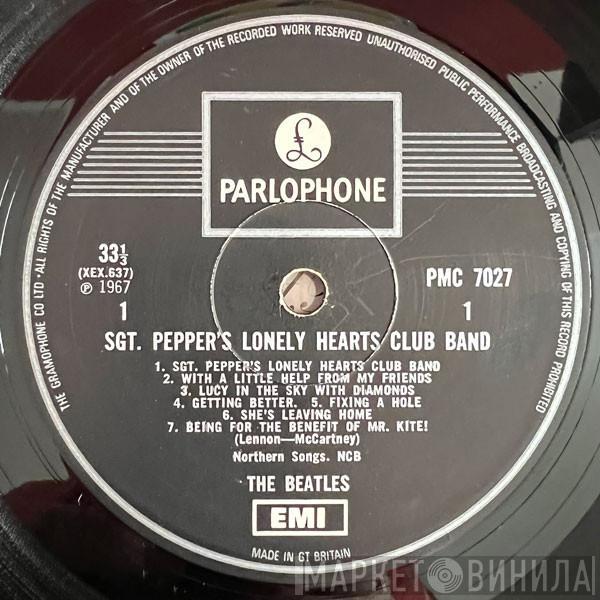 THE GRAMOPHONE CO LTD • ALL RIGHTS OF THE MANUFACTURER AND OF THE OWNER OF THE RECORDED WORK RESERVED UNAUTHORISED PUBLIC PERFORMANCE BROADCASTING AND COPYING OF THIS RECORD PROHIBITED
£
PARLOPHONE
33⅓
(XEX.637)
℗ 1967
1
PMC 7027
1
SGT. PEPPER'S LONELY HEARTS CLUB BAND
1. SGT. PEPPER'S LONELY HEARTS CLUB BAND
2. WITH A LITTLE HELP FROM MY FRIENDS
3. LUCY IN THE SKY WITH DIAMONDS
4. GETTING BETTER. 5. FIXING A HOLE
6. SHE'S LEAVING HOME
7. BEING FOR THE BENEFIT OF MR. KITE!
(Lennon—McCartney)
Northern Songs. NCB
THE BEATLES
EMI
MADE IN GT BRITAIN
МАРКЕТ ВИНИЛА